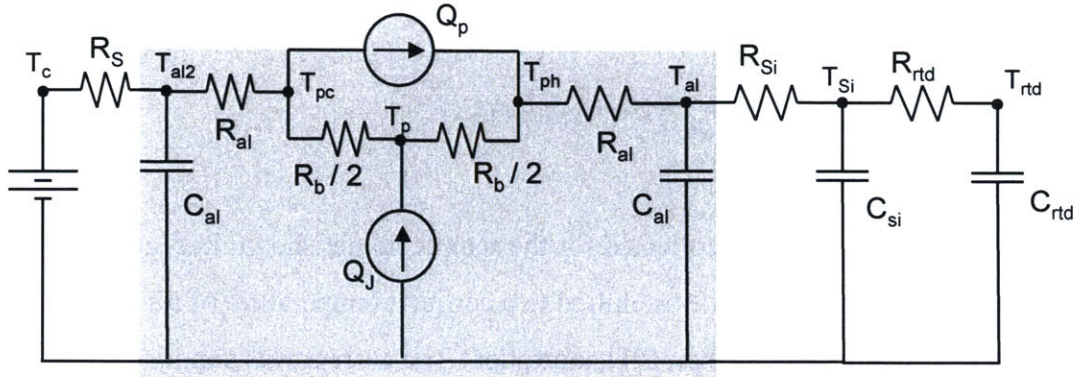 Q_p
T_c
R_S
T_al2
T_pc
T_ph
T_al
R_Si
T_Si
R_rtd
T_rtd
R_al
T_p
R_al
R_b / 2
R_b / 2
C_al
C_al
C_si
C_rtd
Q_J